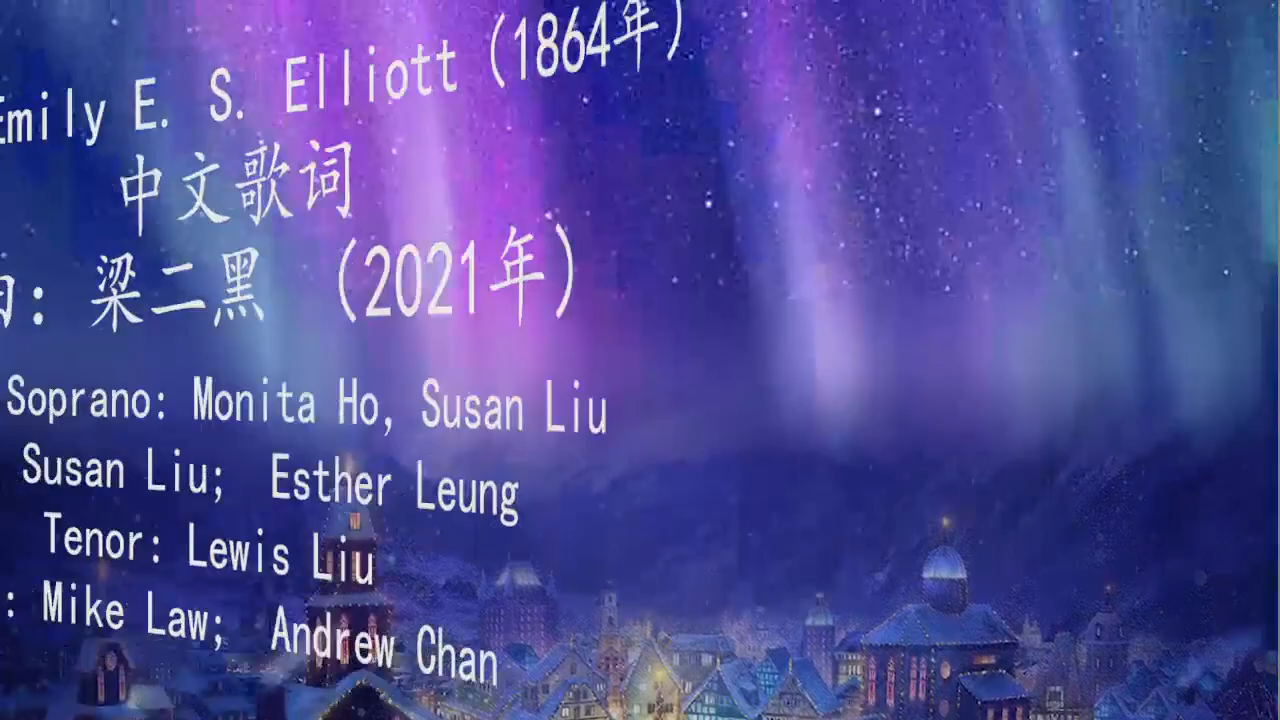 Emily E. S. Elliott (1864年)
中文歌词
: 梁二黑 (2021年)
Soprano: Monita Ho, Susan Liu
Susan Liu; Esther Leung
Tenor: Lewis Liu
: Mike Law; Andrew Chan